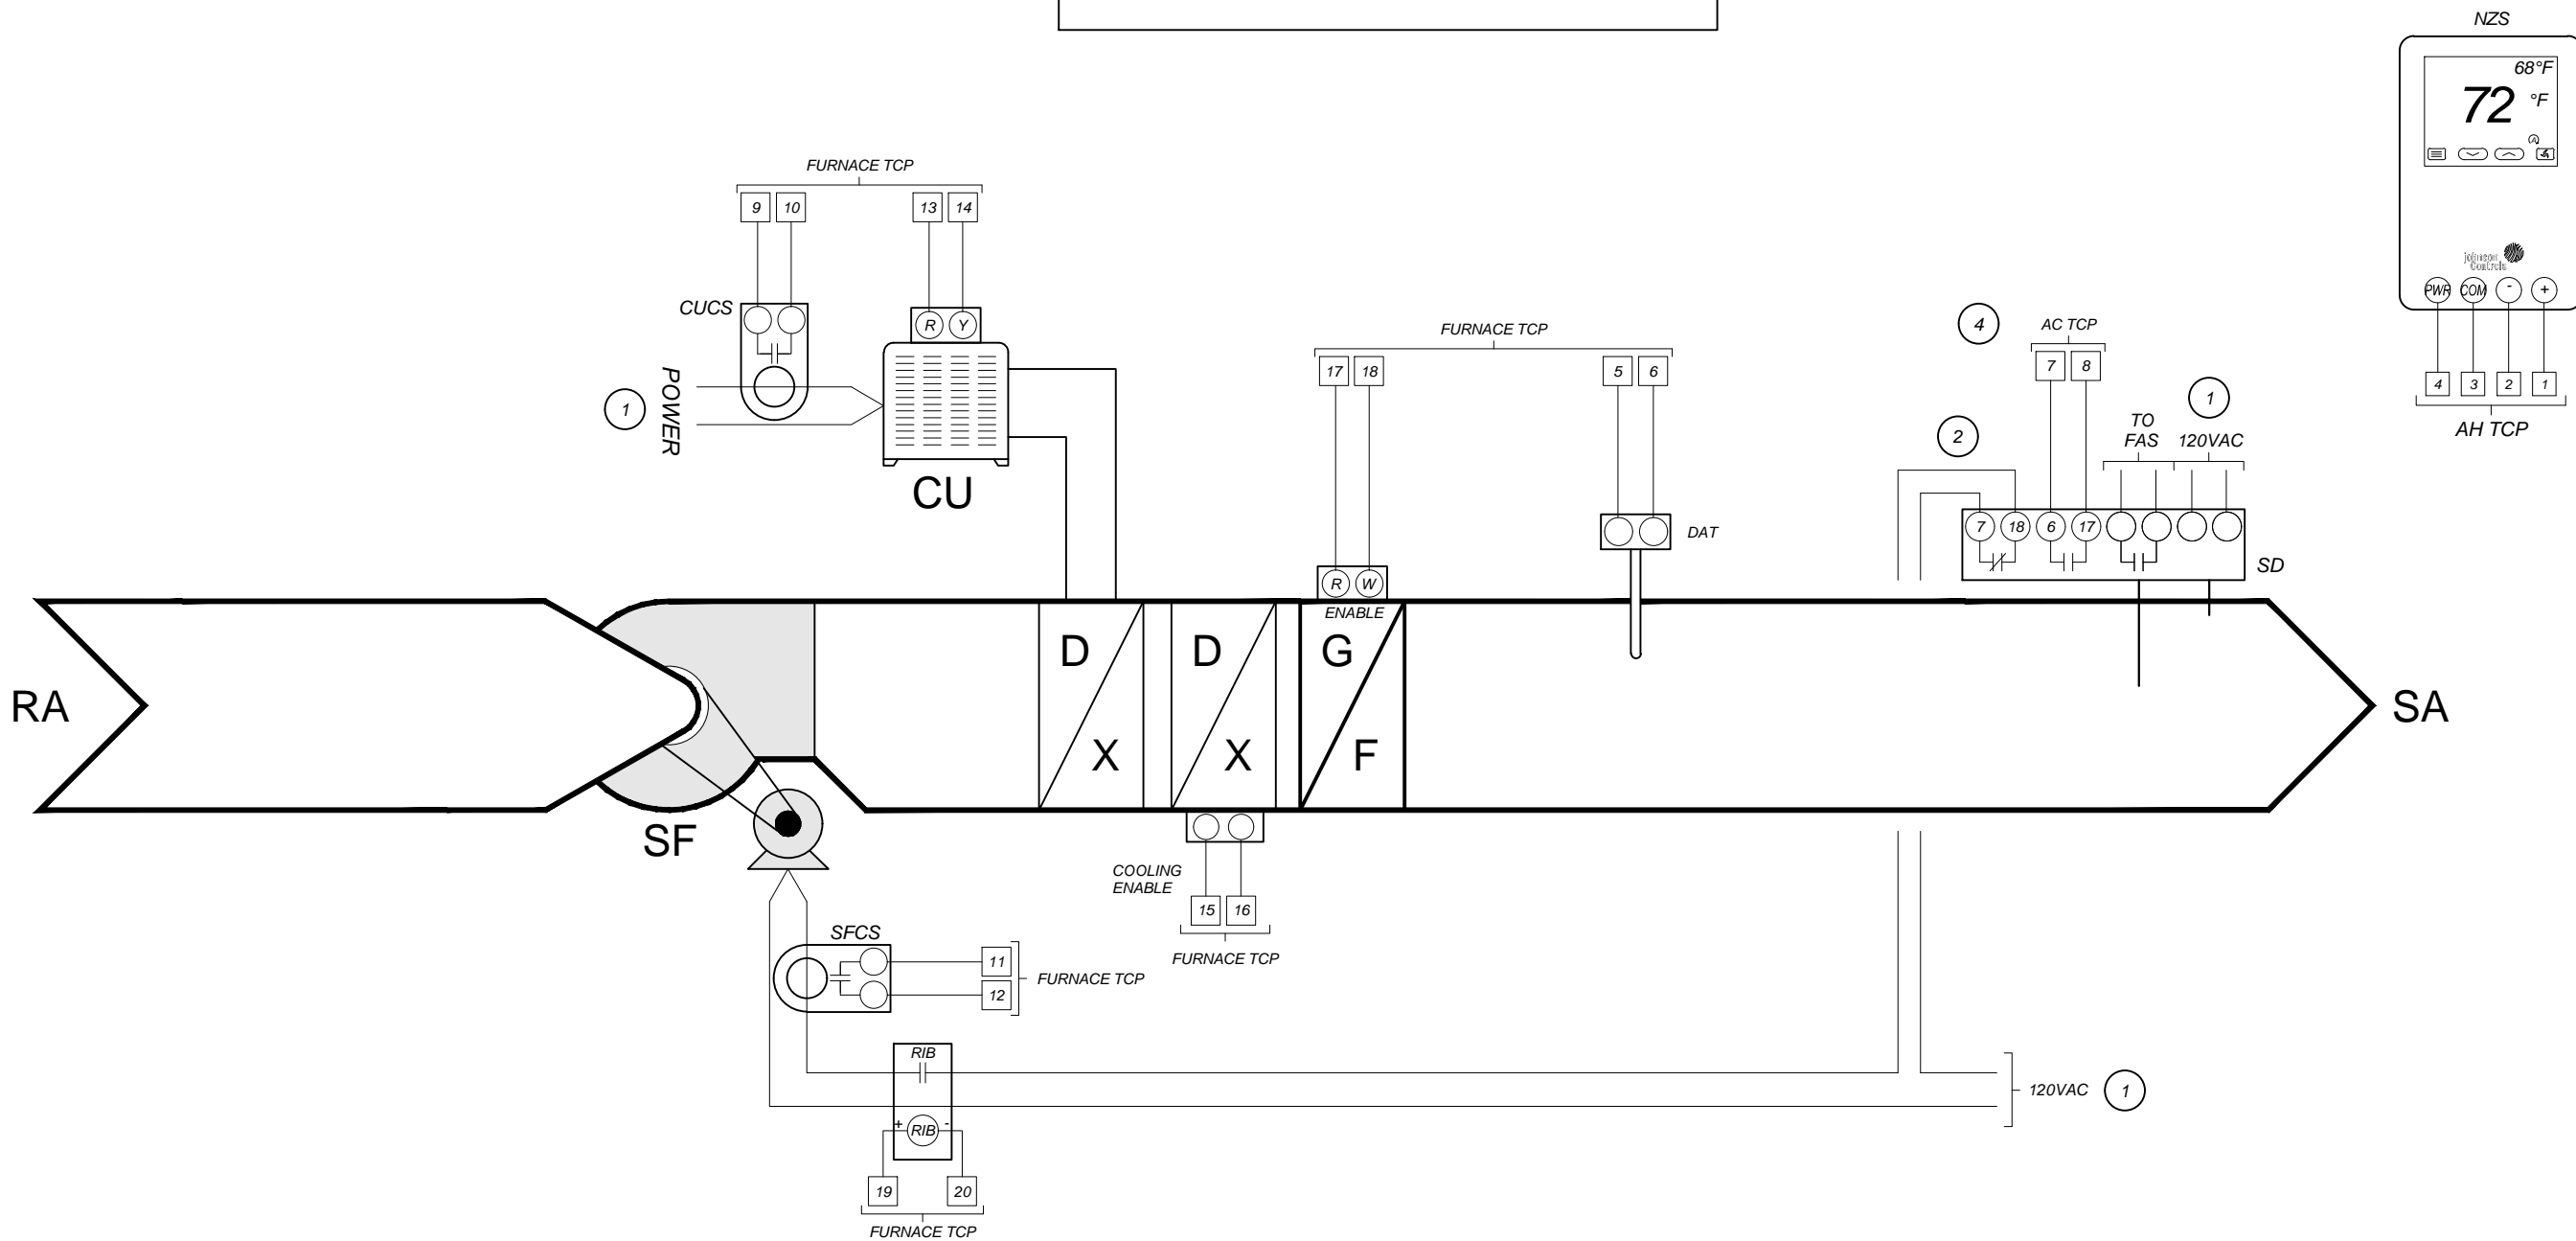 NZS
68°F
72 °F
Johnson
Controls
PWR COM - +
4 3 2 1
AH TCP
FURNACE TCP
9 10 13 14
CUCS
R Y
1
POWER
CU
FURNACE TCP
17 18 5 6
R W
ENABLE
DAT
4
AC TCP
7 8
2
1
TO
FAS
120VAC
7 18 6 17
SD
RA
SF
D
X
D
X
G
F
SA
COOLING
ENABLE
15 16
FURNACE TCP
SFCS
11
12
FURNACE TCP
RIB
+ RIB -
19 20
FURNACE TCP
120VAC 1